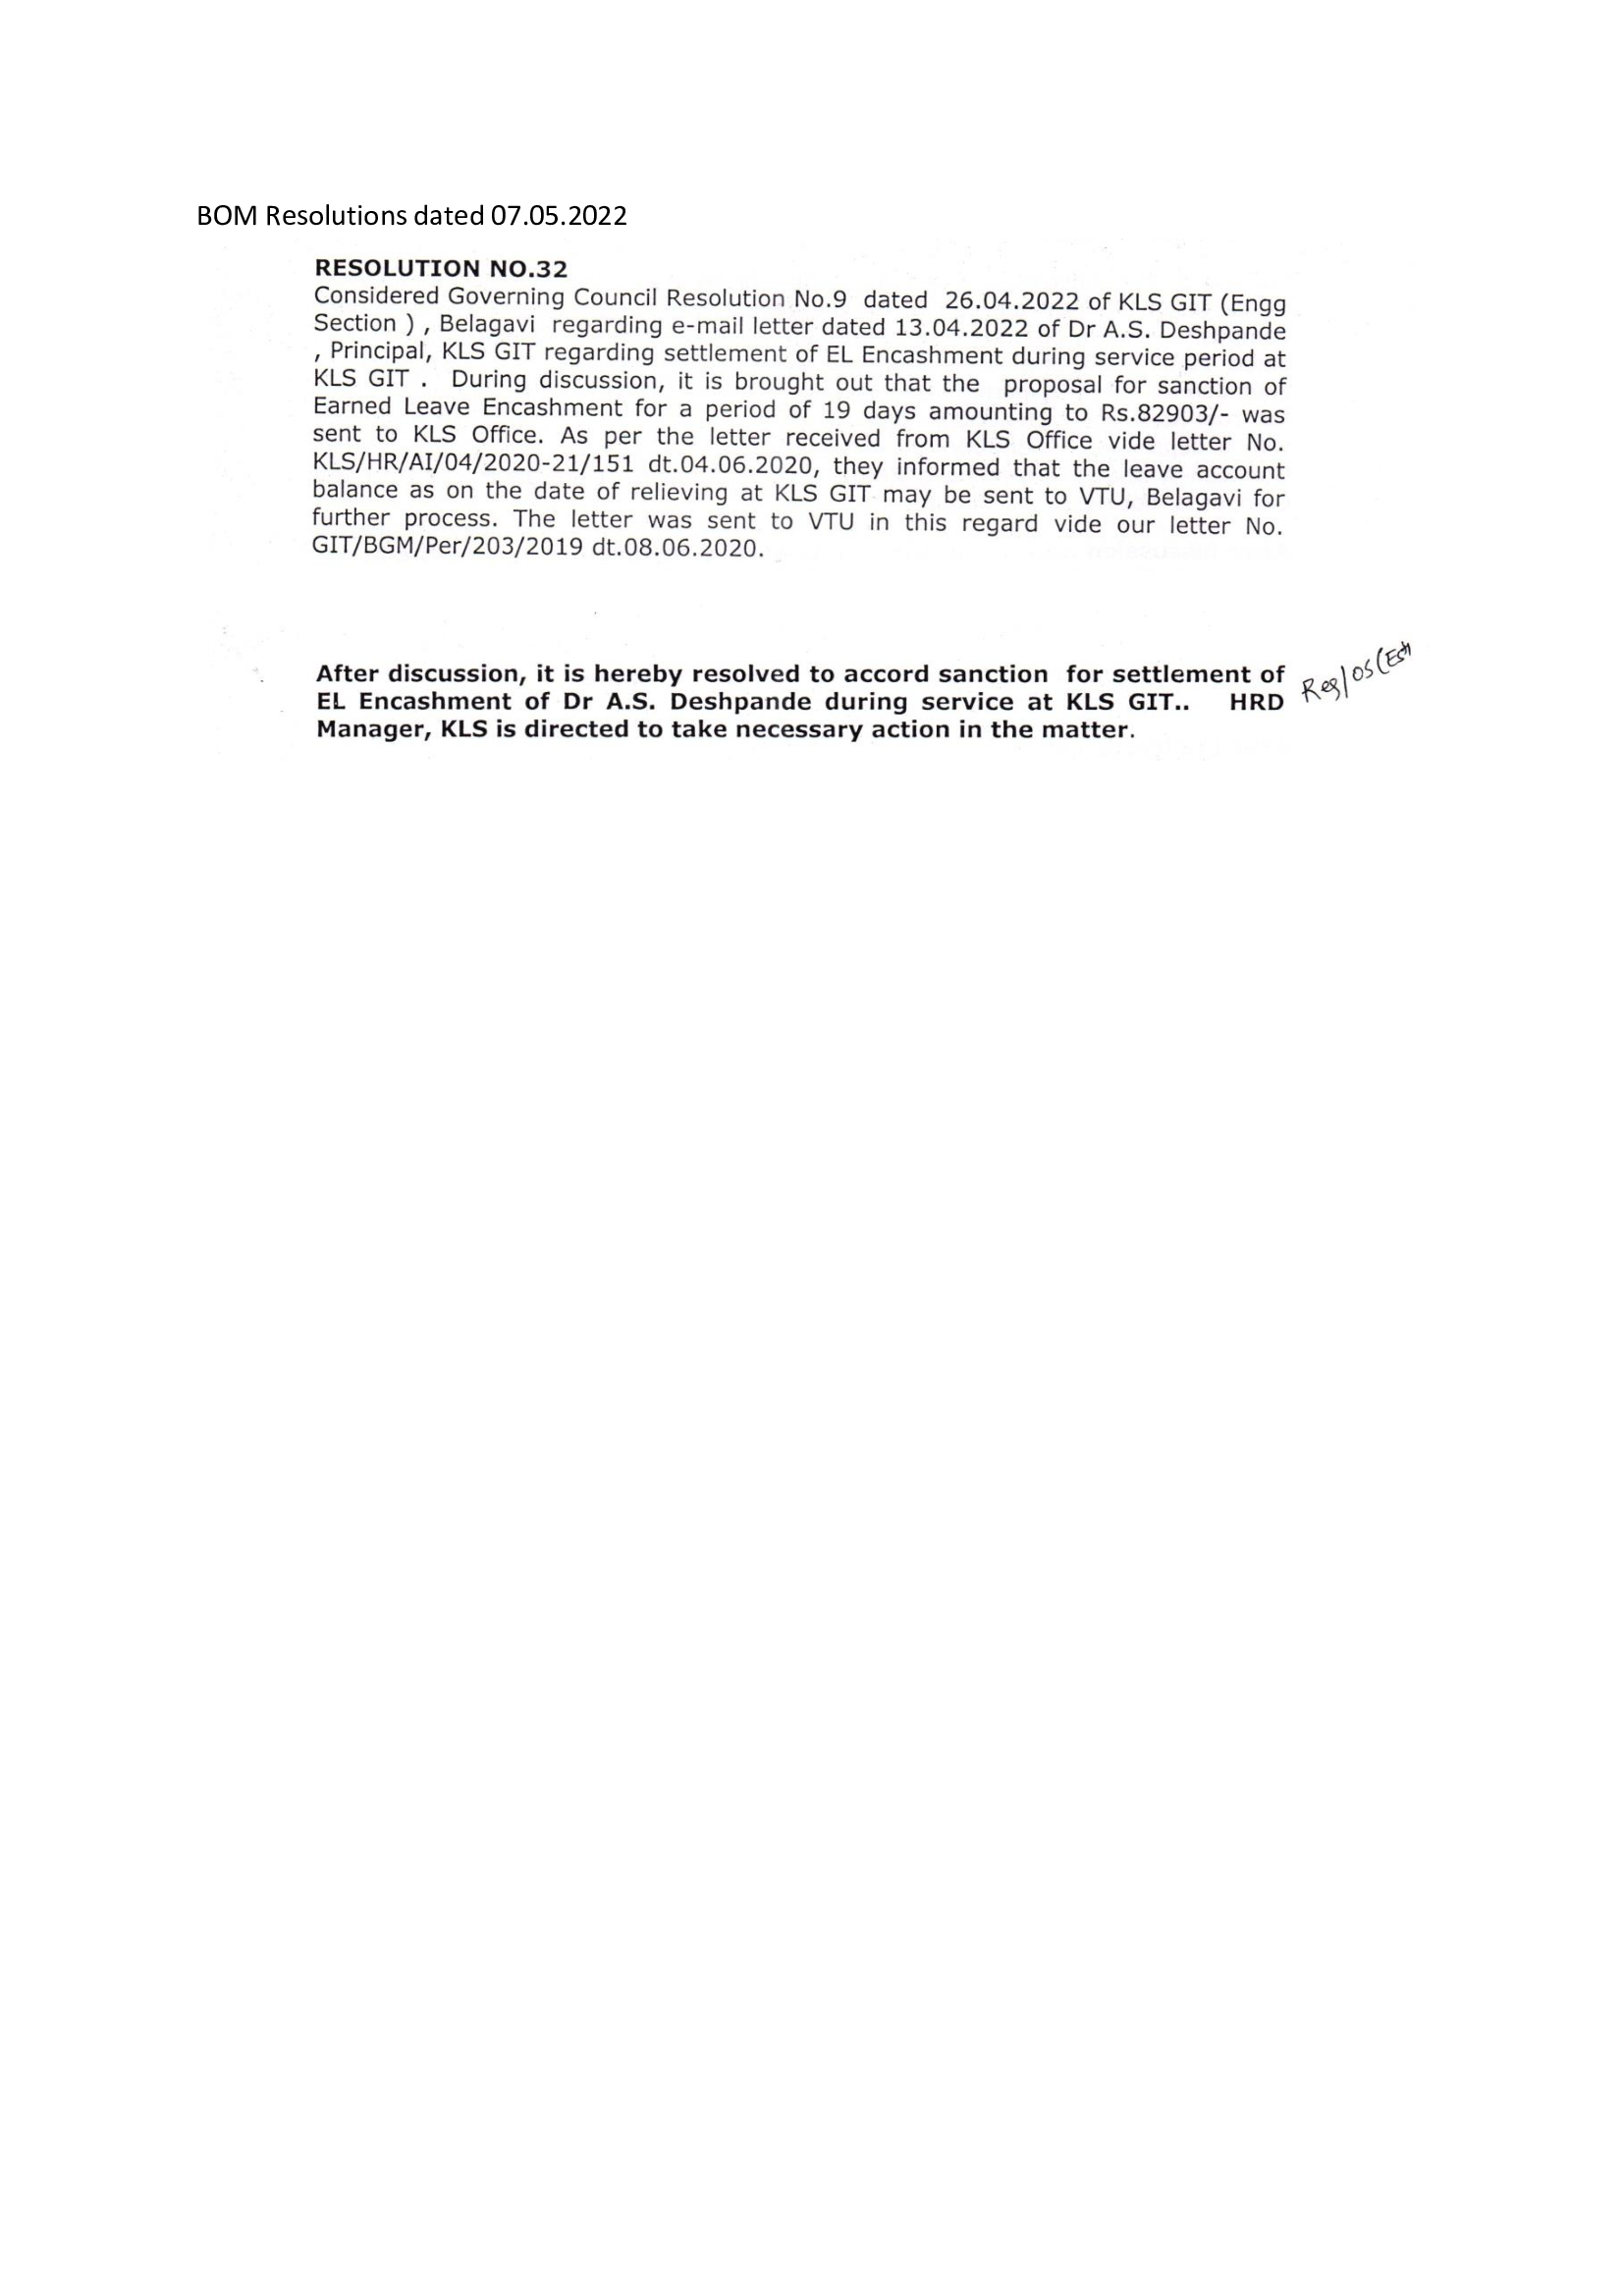 BOM Resolutions dated 07.05.2022
RESOLUTION NO.32
Considered Governing Council Resolution No.9 dated 26.04.2022 of KLS GIT (Engg
Section ) , Belagavi regarding e-mail letter dated 13.04.2022 of Dr A.S. Deshpande
, Principal, KLS GIT regarding settlement of EL Encashment during service period at
KLS GIT . During discussion, it is brought out that the proposal for sanction of
Earned Leave Encashment for a period of 19 days amounting to Rs.82903/- was
sent to KLS Office. As per the letter received from KLS Office vide letter No.
KLS/HR/AI/04/2020-21/151 dt.04.06.2020, they informed that the leave account
balance as on the date of relieving at KLS GIT may be sent to VTU, Belagavi for
further process. The letter was sent to VTU in this regard vide our letter No.
GIT/BGM/Per/203/2019 dt.08.06.2020.
After discussion, it is hereby resolved to accord sanction for settlement of
EL Encashment of Dr A.S. Deshpande during service at KLS GIT.. HRD
Manager, KLS is directed to take necessary action in the matter.
Reg/OS